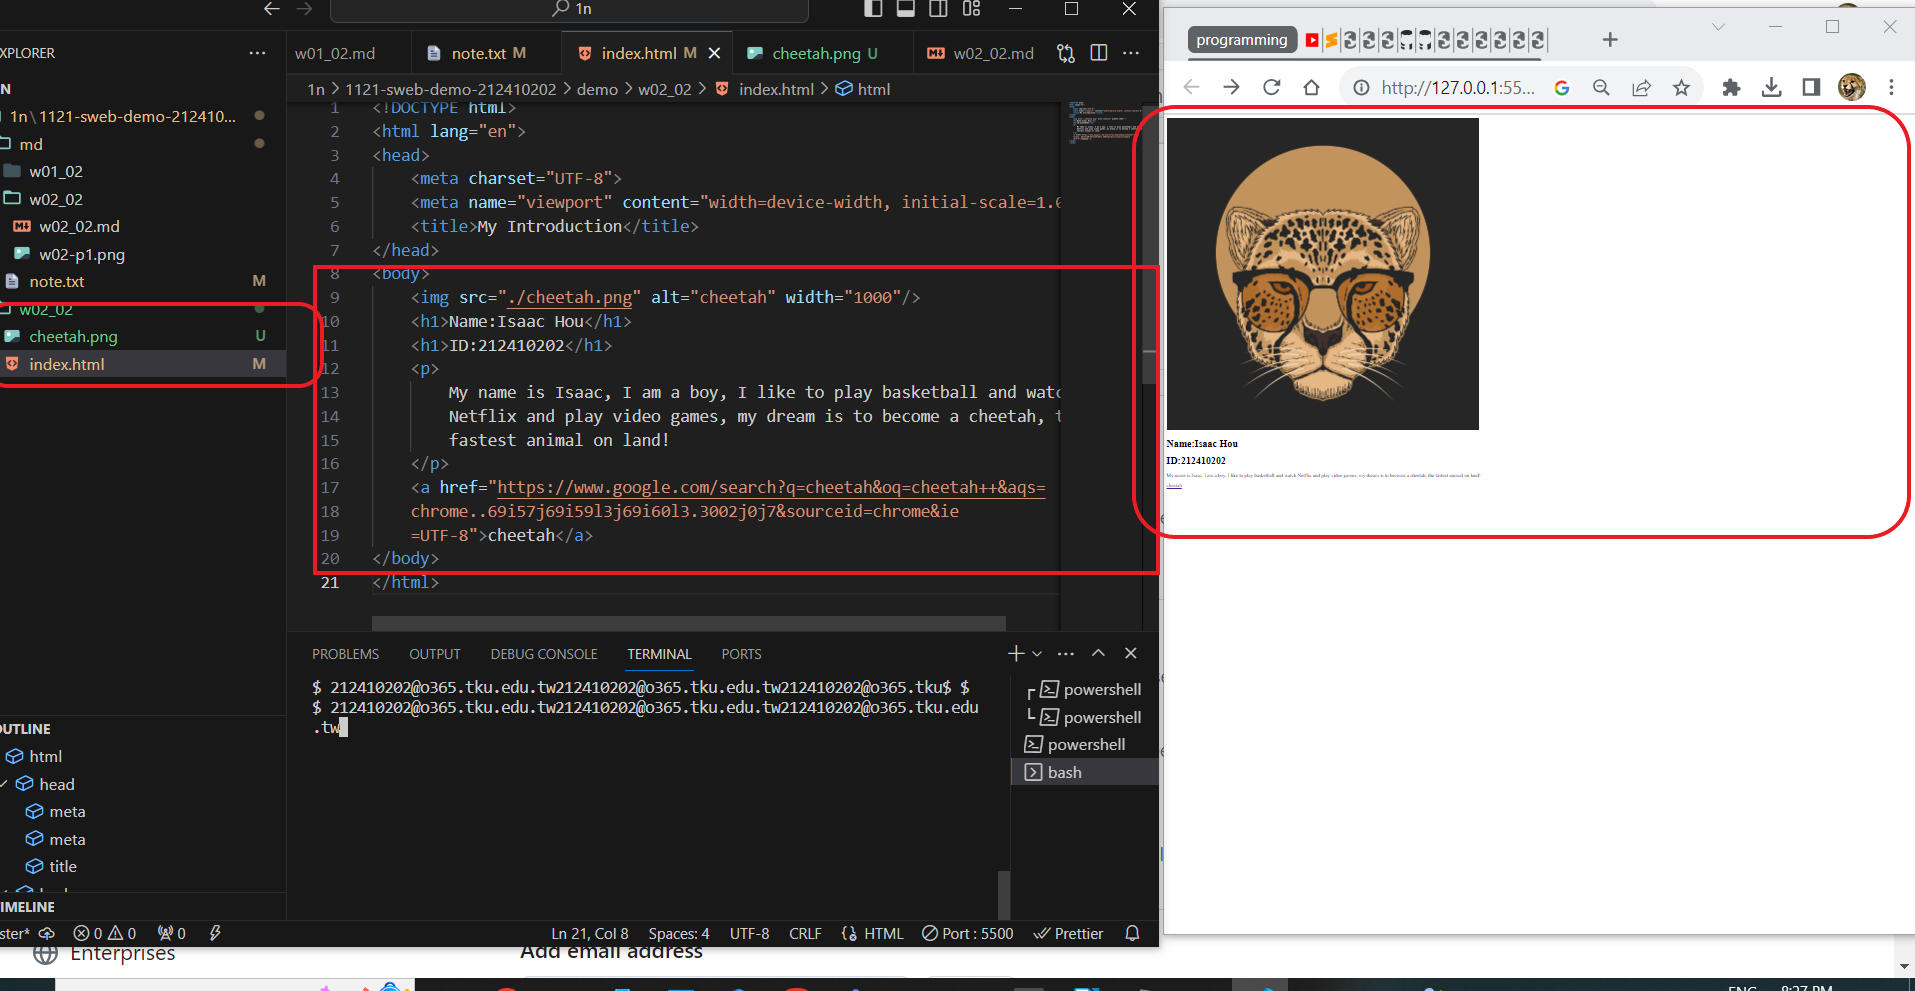 1n
XPLORER
N
1n\1121-sweb-demo-212410...
md
w01_02
w02_02
w02_02.md
w02-p1.png
note.txt M
w02_02
cheetah.png U
index.html M
OUTLINE
html
head
meta
meta
title
TIMELINE
w01_02.md
note.txt M
index.html M
cheetah.png U
w02_02.md
1n > 1121-sweb-demo-212410202 > demo > w02_02 > index.html > html
1 <!DOCTYPE html>
2 <html lang="en">
3 <head>
4 <meta charset="UTF-8">
5 <meta name="viewport" content="width=device-width, initial-scale=1.0
6 <title>My Introduction</title>
7 </head>
8 <body>
9 <img src="./cheetah.png" alt="cheetah" width="1000"/>
10 <h1>Name:Isaac Hou</h1>
11 <h1>ID:212410202</h1>
12 <p>
13 My name is Isaac, I am a boy, I like to play basketball and watc
14 Netflix and play video games, my dream is to become a cheetah, t
15 fastest animal on land!
16 </p>
17 <a href="https://www.google.com/search?q=cheetah&oq=cheetah++&aqs=
18 chrome..69i57j69i59l3j69i60l3.3002j0j7&sourceid=chrome&ie
19 =UTF-8">cheetah</a>
20 </body>
21 </html>
PROBLEMS OUTPUT DEBUG CONSOLE TERMINAL PORTS
$ 212410202@o365.tku.edu.tw212410202@o365.tku.edu.tw212410202@o365.tku$ $
$ 212410202@o365.tku.edu.tw212410202@o365.tku.edu.tw212410202@o365.tku.edu
.tw
powershell
powershell
powershell
bash
ster* 0 0 0 Ln 21, Col 8 Spaces: 4 UTF-8 CRLF HTML Port : 5500 Prettier
programming
http://127.0.0.1:55...
Name:Isaac Hou
ID:212410202
My name is Isaac, I am a boy, I like to play basketball and watch Netflix and play video games, my dream is to become a cheetah, the fastest animal on land!
cheetah
Enterprises
Add email address
ENG 8:27 PM